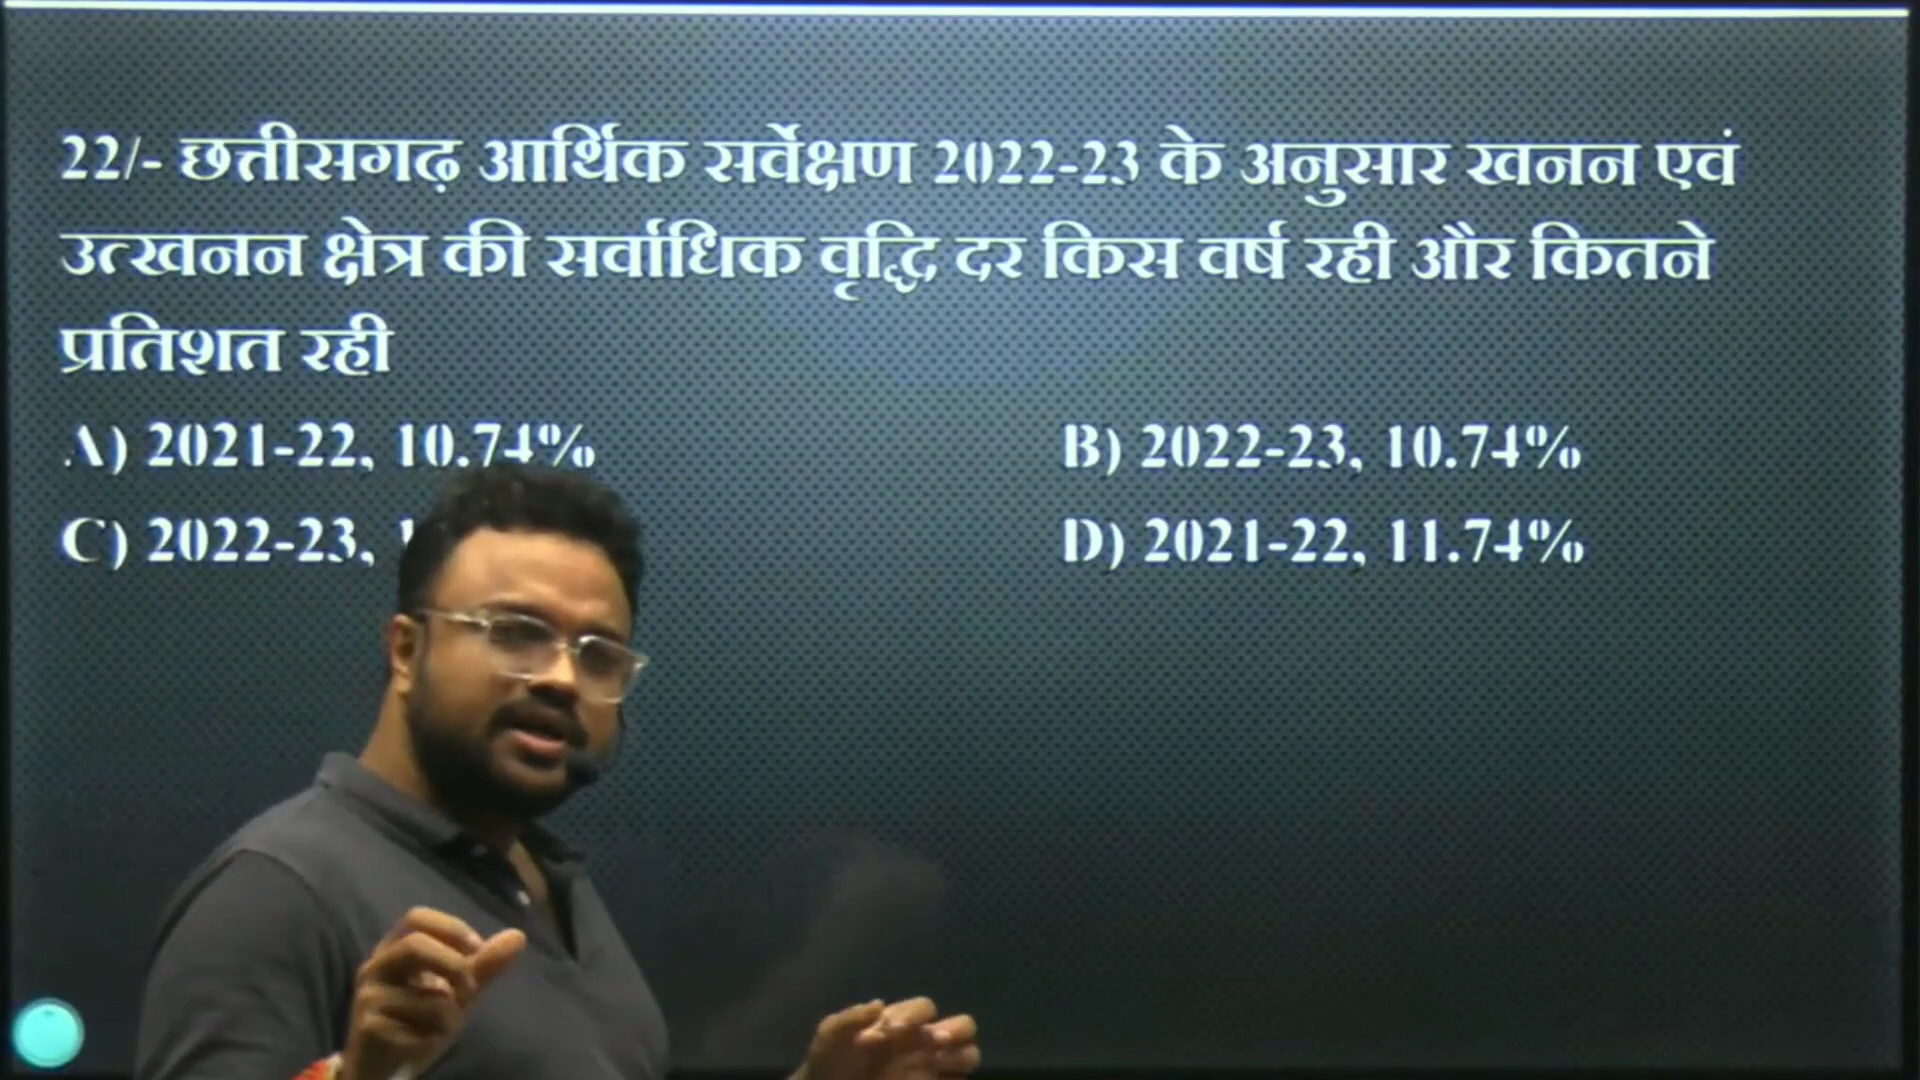 22/- छत्तीसगढ़ आर्थिक सर्वेक्षण 2022-23 के अनुसार खनन एवं
उत्खनन क्षेत्र की सर्वाधिक वृद्धि दर किस वर्ष रही और कितने
प्रतिशत रही
A) 2021-22, 10.74% B) 2022-23, 10.74%
C) 2022-23, D) 2021-22, 11.74%